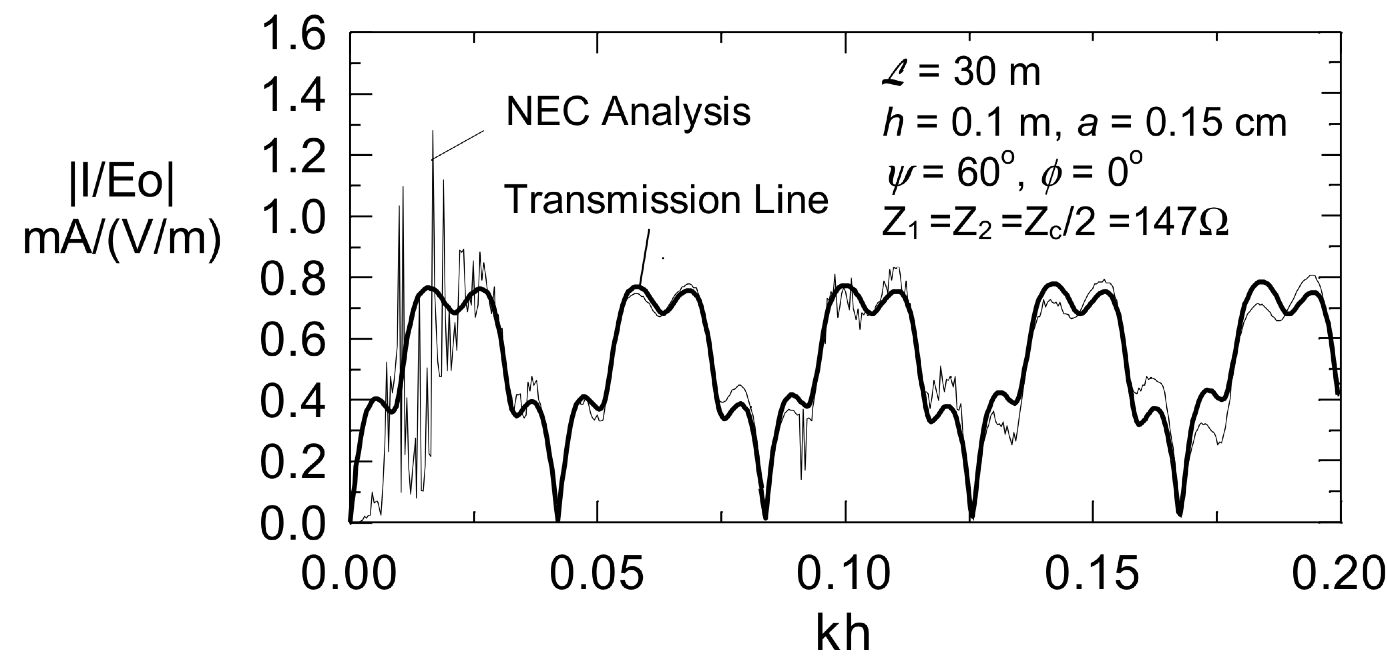 1.6
1.4
1.2
1.0
0.8
0.6
0.4
0.2
0.0
|I/Eo|
mA/(V/m)
NEC Analysis
Transmission Line
ℒ = 30 m
h = 0.1 m, a = 0.15 cm
ψ = 60°, ϕ = 0°
Z₁ =Z₂ =Z_c/2 =147Ω
0.00 0.05 0.10 0.15 0.20
kh